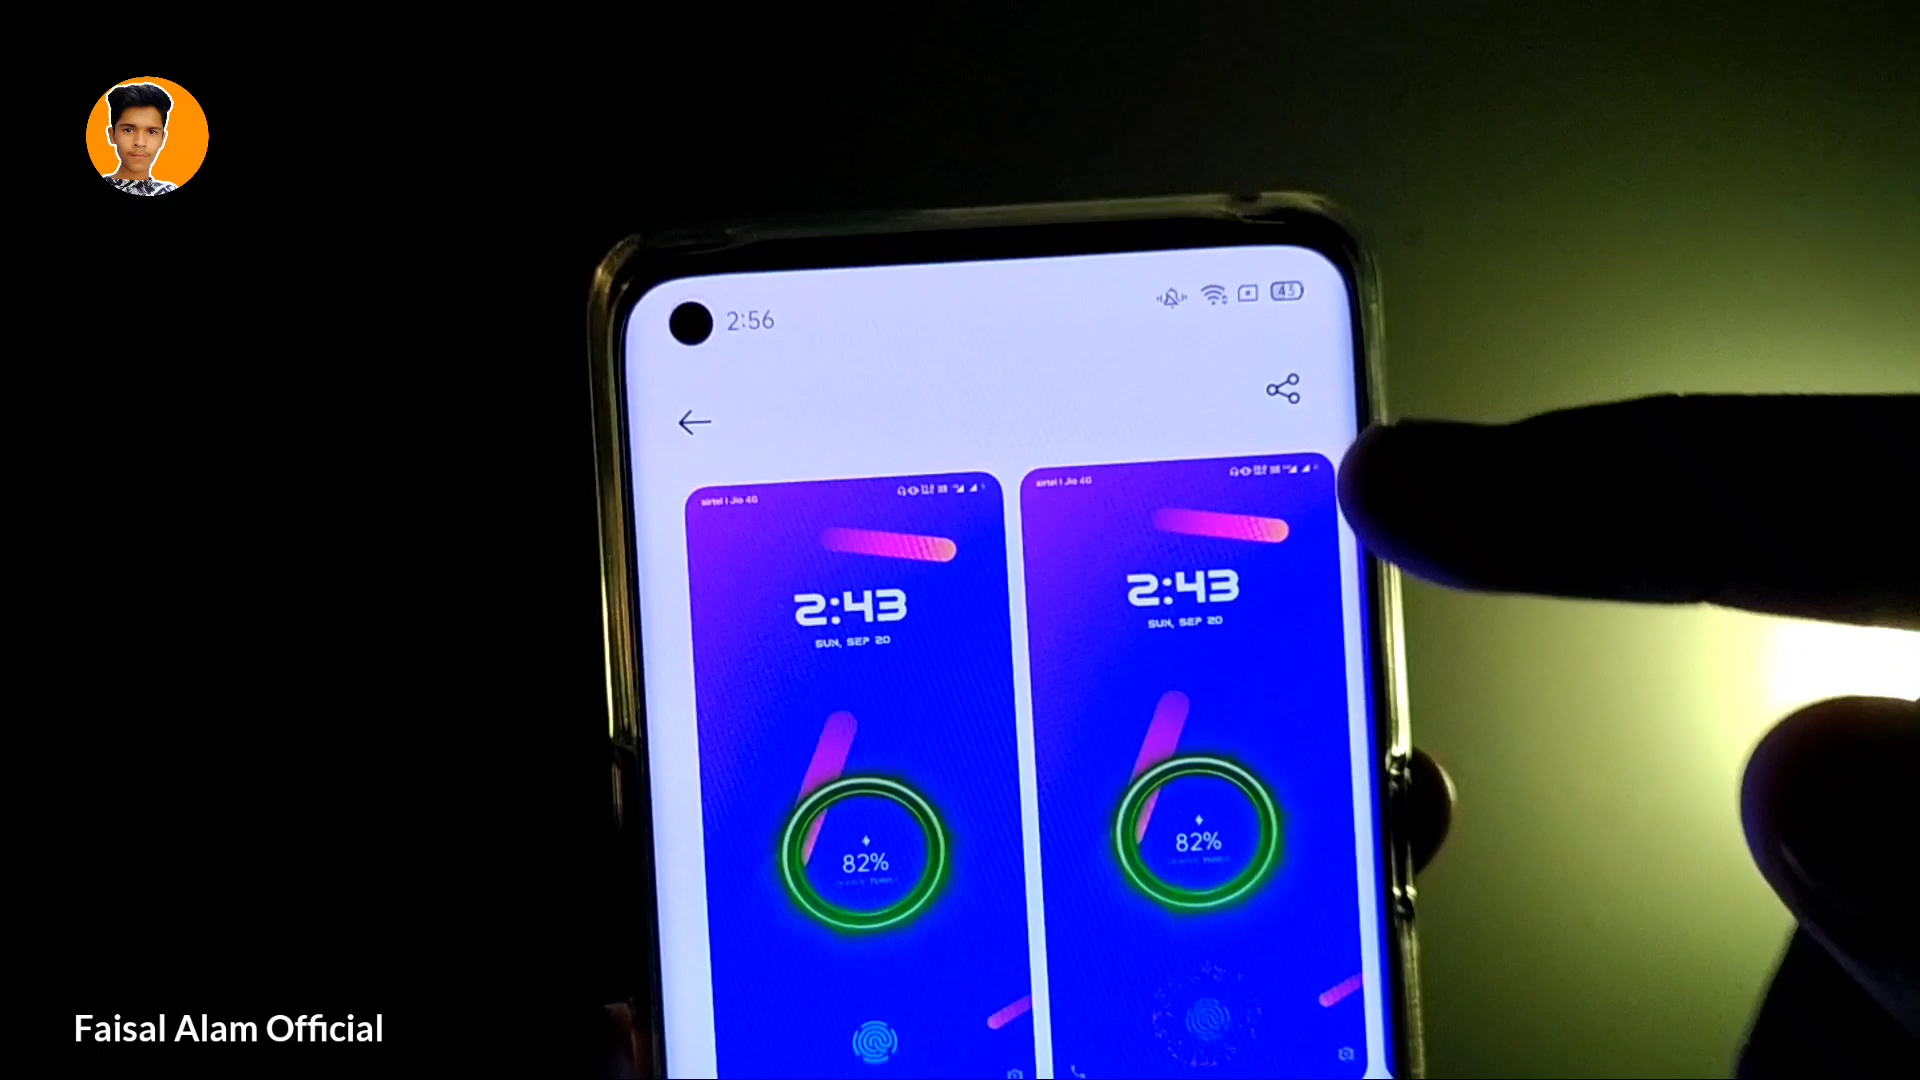 2:56
43
airtel | Jio 4G
airtel | Jio 4G
2:43
SUN, SEP 20
2:43
SUN, SEP 20
82%
82%
Faisal Alam Official